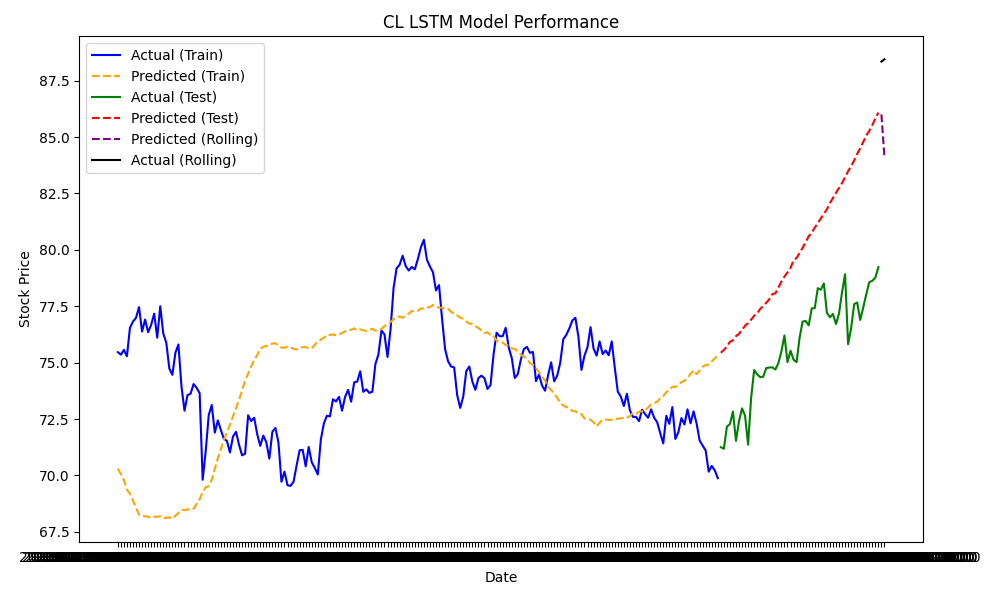 CL LSTM Model Performance
Actual (Train)
Predicted (Train)
Actual (Test)
Predicted (Test)
Predicted (Rolling)
Actual (Rolling)
87.5
85.0
82.5
80.0
77.5
75.0
72.5
70.0
67.5
Stock Price
Date